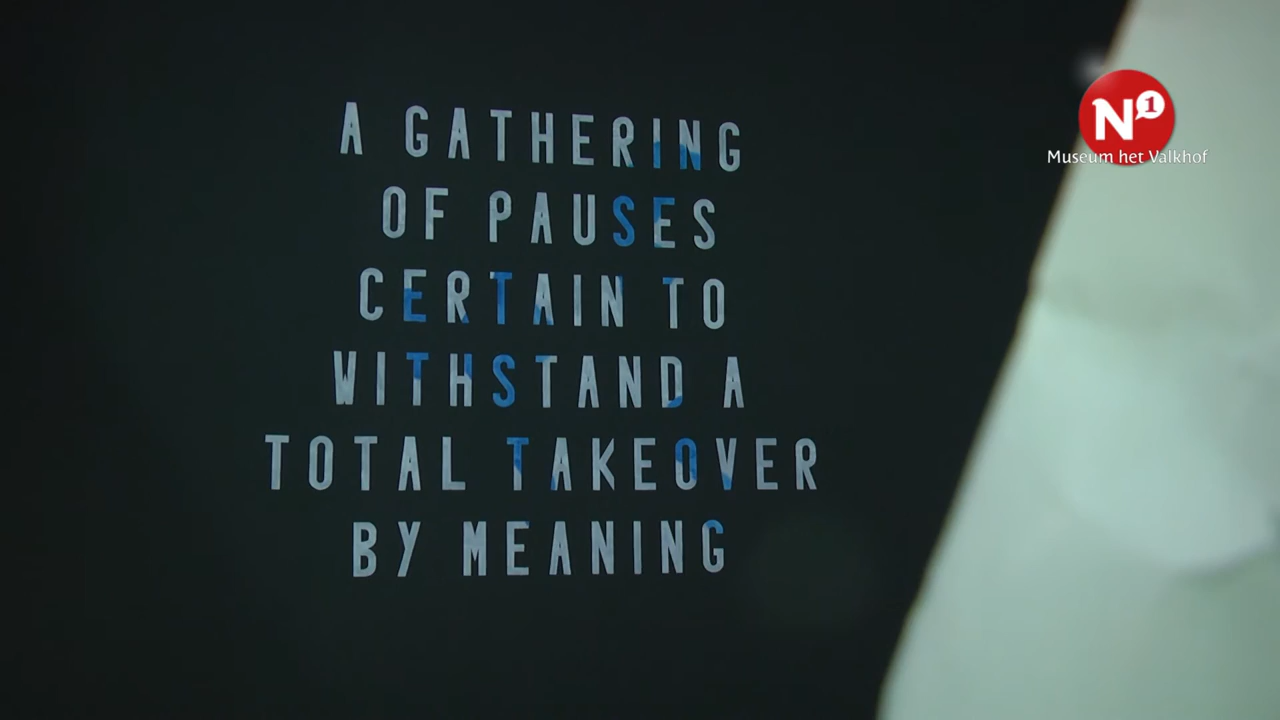 A GATHERING
OF PAUSES
CERTAIN TO
WITHSTAND A
TOTAL TAKEOVER
BY MEANING
N1
Museum het Valkhof